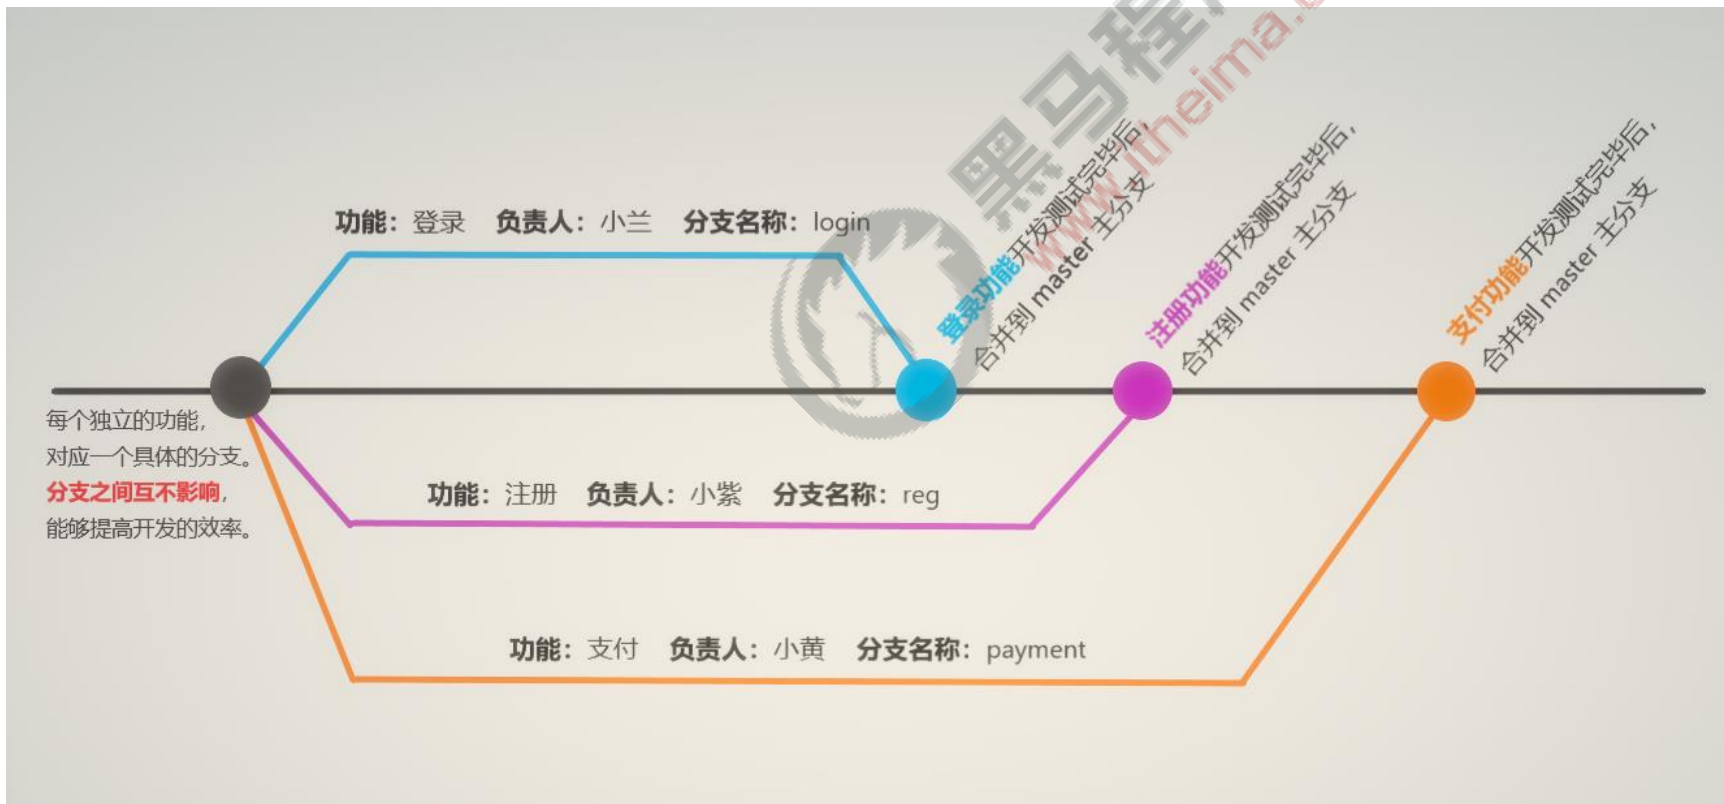 黑马程
www.itheima.
功能：登录 负责人：小兰 分支名称：login
登录功能开发测试完毕后，
合并到 master 主分支
注册功能开发测试完毕后，
合并到 master 主分支
支付功能开发测试完毕后，
合并到 master 主分支
每个独立的功能，
对应一个具体的分支。
分支之间互不影响，
能够提高开发的效率。
功能：注册 负责人：小紫 分支名称：reg
功能：支付 负责人：小黄 分支名称：payment